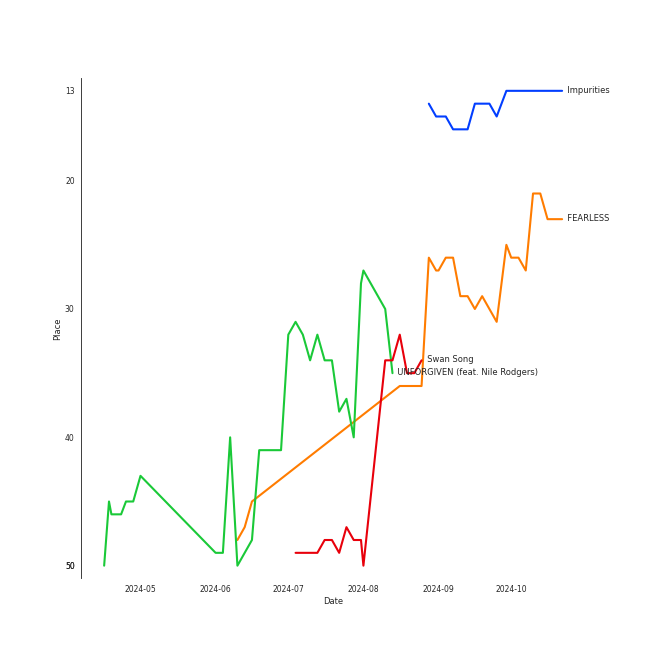 13
Impurities
20
FEARLESS
30
Swan Song
UNFORGIVEN (feat. Nile Rodgers)
Place
40
50
2024-05
2024-06
2024-07
2024-08
2024-09
2024-10
Date